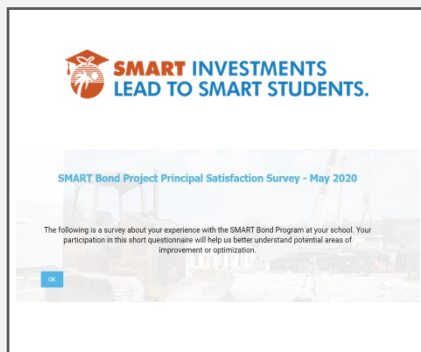 SMART INVESTMENTS
LEAD TO SMART STUDENTS.
SMART Bond Project Principal Satisfaction Survey - May 2020
The following is a survey about your experience with the SMART Bond Program at your school. Your
participation in this short questionnaire will help us better understand potential areas of
improvement or optimization.
OK